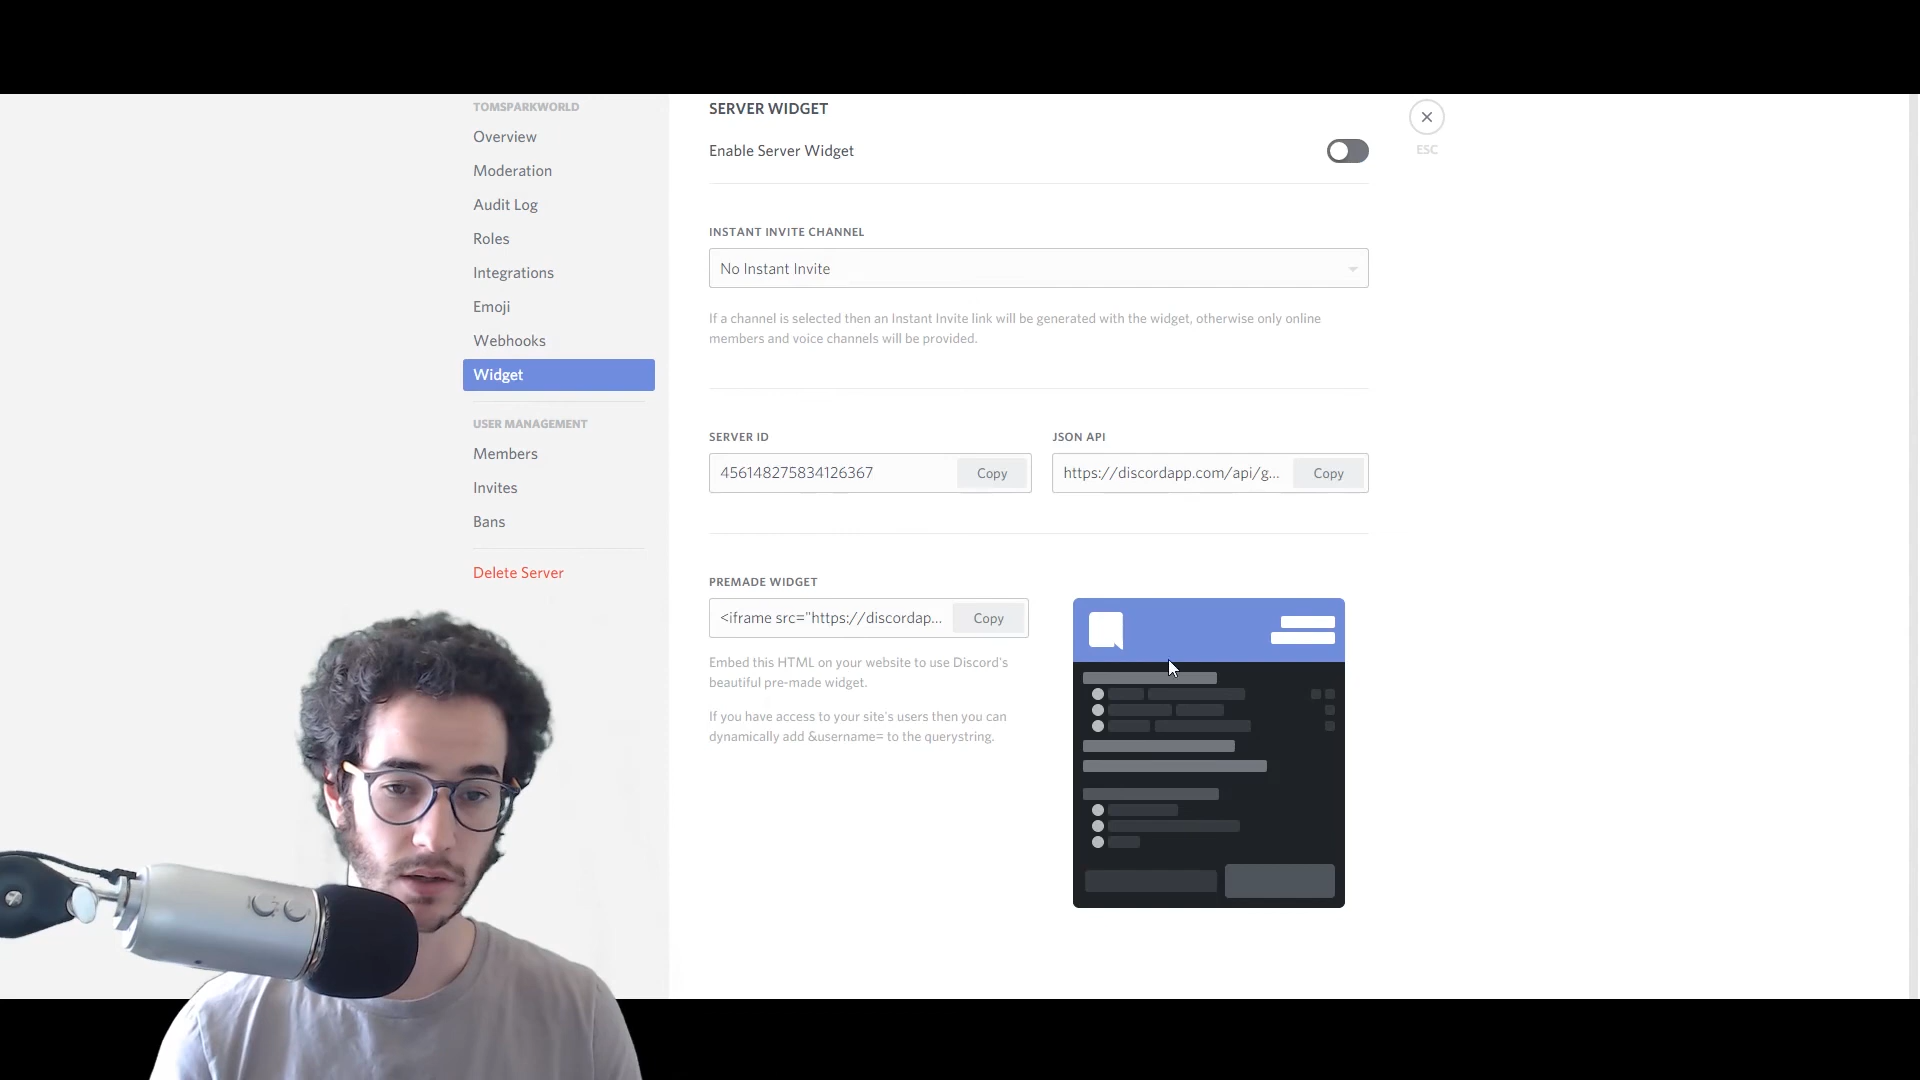 TOMSPARKWORLD
Overview
Moderation
Audit Log
Roles
Integrations
Emoji
Webhooks
Widget
USER MANAGEMENT
Members
Invites
Bans
Delete Server
SERVER WIDGET
Enable Server Widget
ESC
INSTANT INVITE CHANNEL
No Instant Invite
If a channel is selected then an Instant Invite link will be generated with the widget, otherwise only online
members and voice channels will be provided.
SERVER ID
456148275834126367
Copy
JSON API
https://discordapp.com/api/g...
Copy
PREMADE WIDGET
<iframe src="https://discordap...
Copy
Embed this HTML on your website to use Discord's
beautiful pre-made widget.
If you have access to your site's users then you can
dynamically add &username= to the querystring.